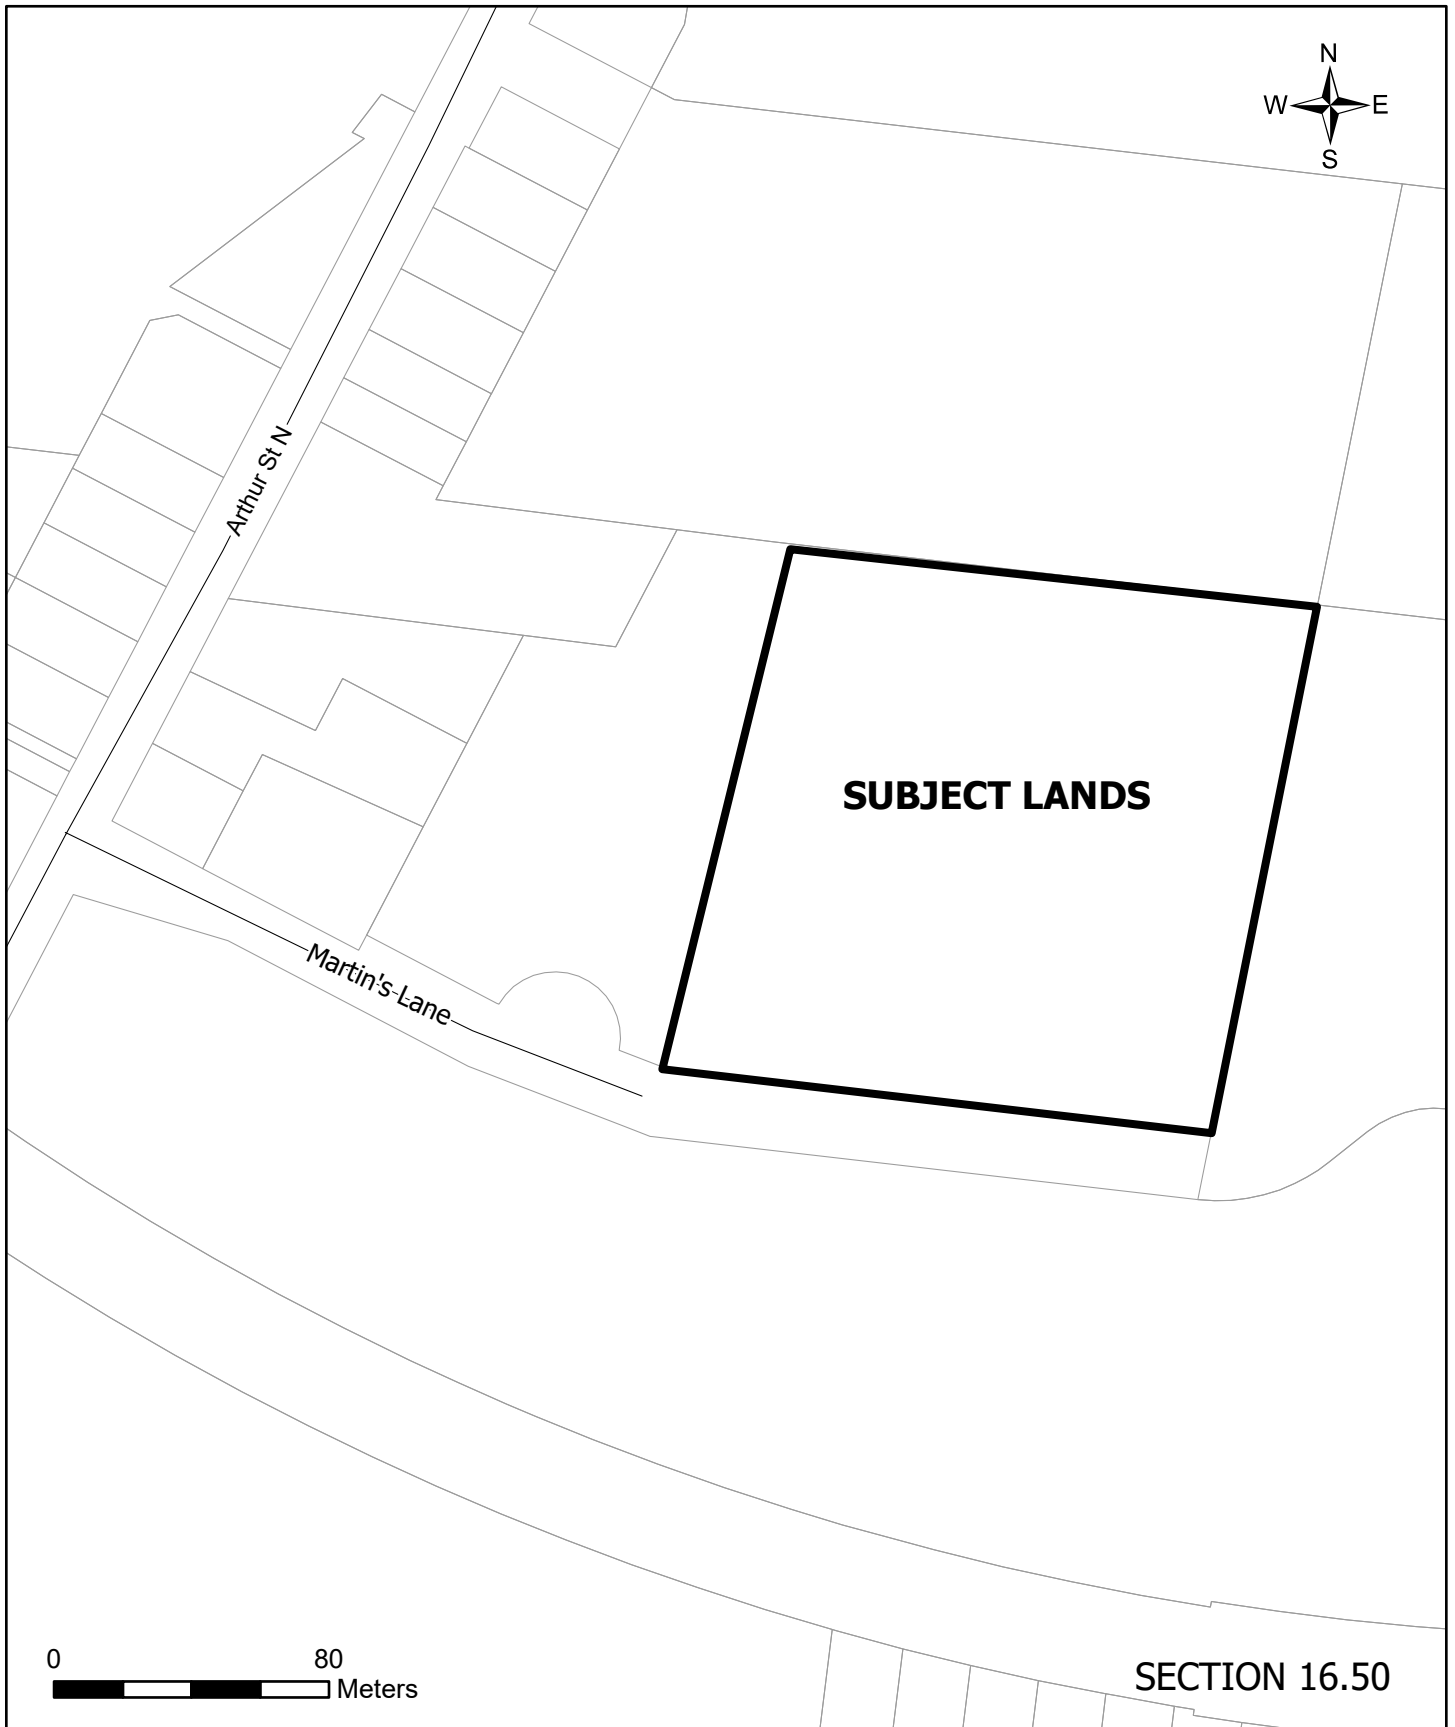 N
W E
S
Arthur St N
SUBJECT LANDS
Martin's Lane
0 80
Meters
SECTION 16.50